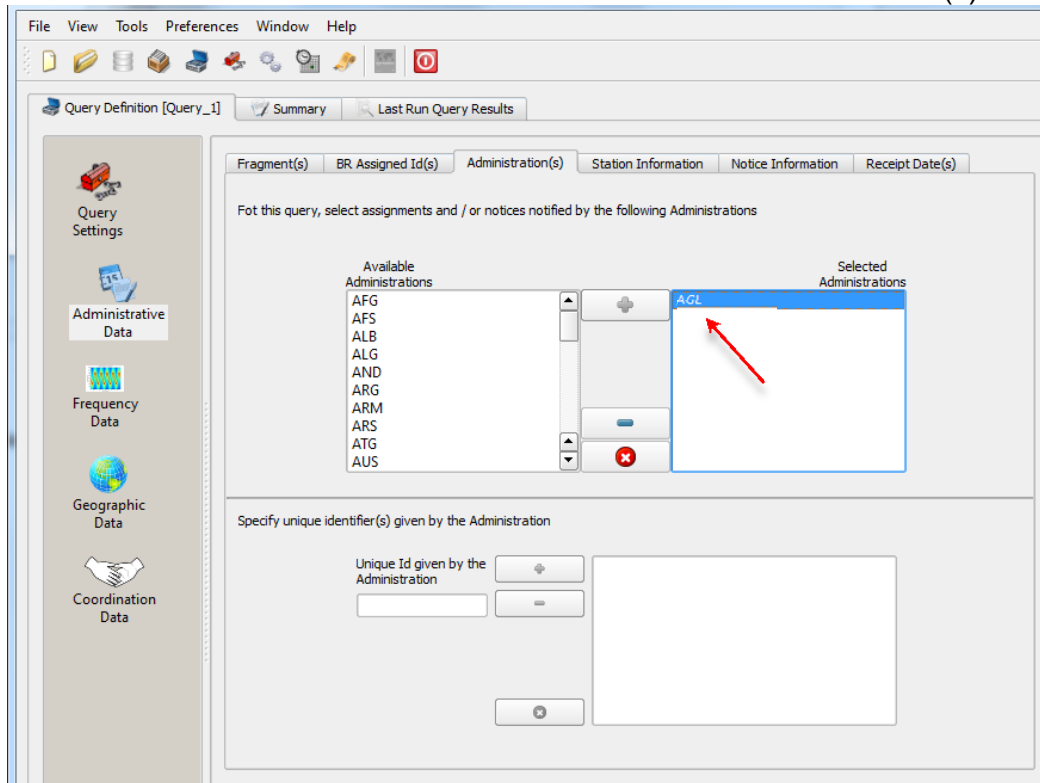 (s)
File View Tools Preferences Window Help
Query Definition [Query_1] Summary Last Run Query Results
Fragment(s) BR Assigned Id(s) Administration(s) Station Information Notice Information Receipt Date(s)
Query
Settings
Administrative
Data
Frequency
Data
Geographic
Data
Coordination
Data
Fot this query, select assignments and / or notices notified by the following Administrations
Available
Administrations
AFG
AFS
ALB
ALG
AND
ARG
ARM
ARS
ATG
AUS
Selected
Administrations
AGL
Specify unique identifier(s) given by the Administration
Unique Id given by the
Administration